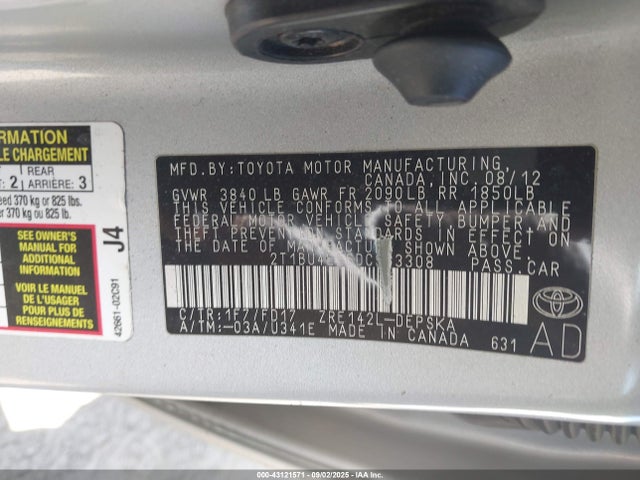 RMATION
LE CHARGEMENT
REAR
: 2 ARRIÈRE: 3
eed 370 kg or 825 lbs.
r 370 kg ou 825 lb.
SEE OWNER'S
MANUAL FOR
ADDITIONAL
INFORMATION
VOIR LE MANUEL
DE L'USAGER
POUR PLUS DE
RENSEIGNEMENTS
J4
42661-02C91
MFD.BY:TOYOTA MOTOR MANUFACTURING,
CANADA, INC. 08/12
GVWR 3840 LB GAWR FR 2090LB RR 1850LB
THIS VEHICLE CONFORMS TO ALL APPLICABLE
FEDERAL MOTOR VEHICLE SAFETY BUMPER, AND
THEFT PREVENTION STANDARDS IN EFFECT ON
THE DATE OF MANUFACTURE SHOWN ABOVE.
PASS.CAR
C/TR:1F7/FD17 ZRE142L-DEPSKA
A/TM:-03A/U341E MADE IN CANADA 631
TOYOTA
AD
000-43121571 - 09/02/2025 - IAAI.COM